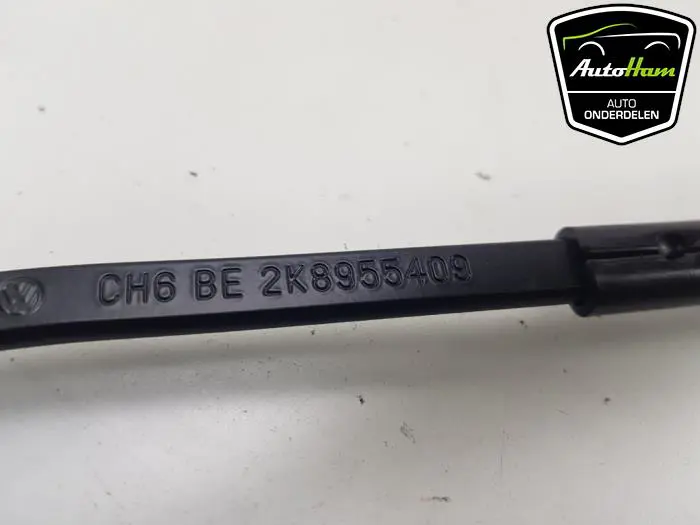 AutoHam
AUTO
ONDERDELEN
CH6 BE 2K8955409